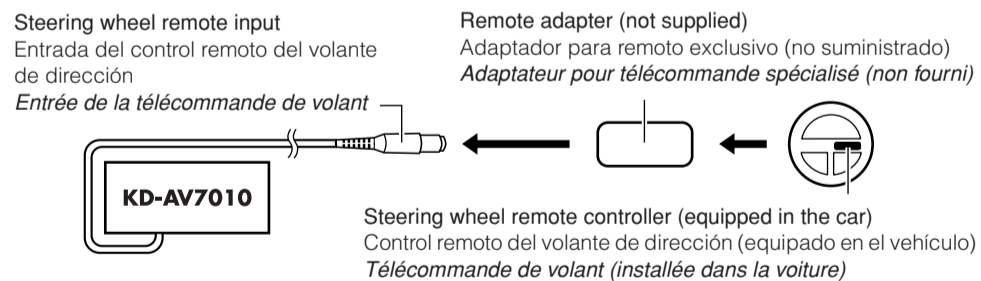 Steering wheel remote input
Entrada del control remoto del volante
de dirección
Entrée de la télécommande de volant
Remote adapter (not supplied)
Adaptador para remoto exclusivo (no suministrado)
Adaptateur pour télécommande spécialisé (non fourni)
KD-AV7010
Steering wheel remote controller (equipped in the car)
Control remoto del volante de dirección (equipado en el vehículo)
Télécommande de volant (installée dans la voiture)